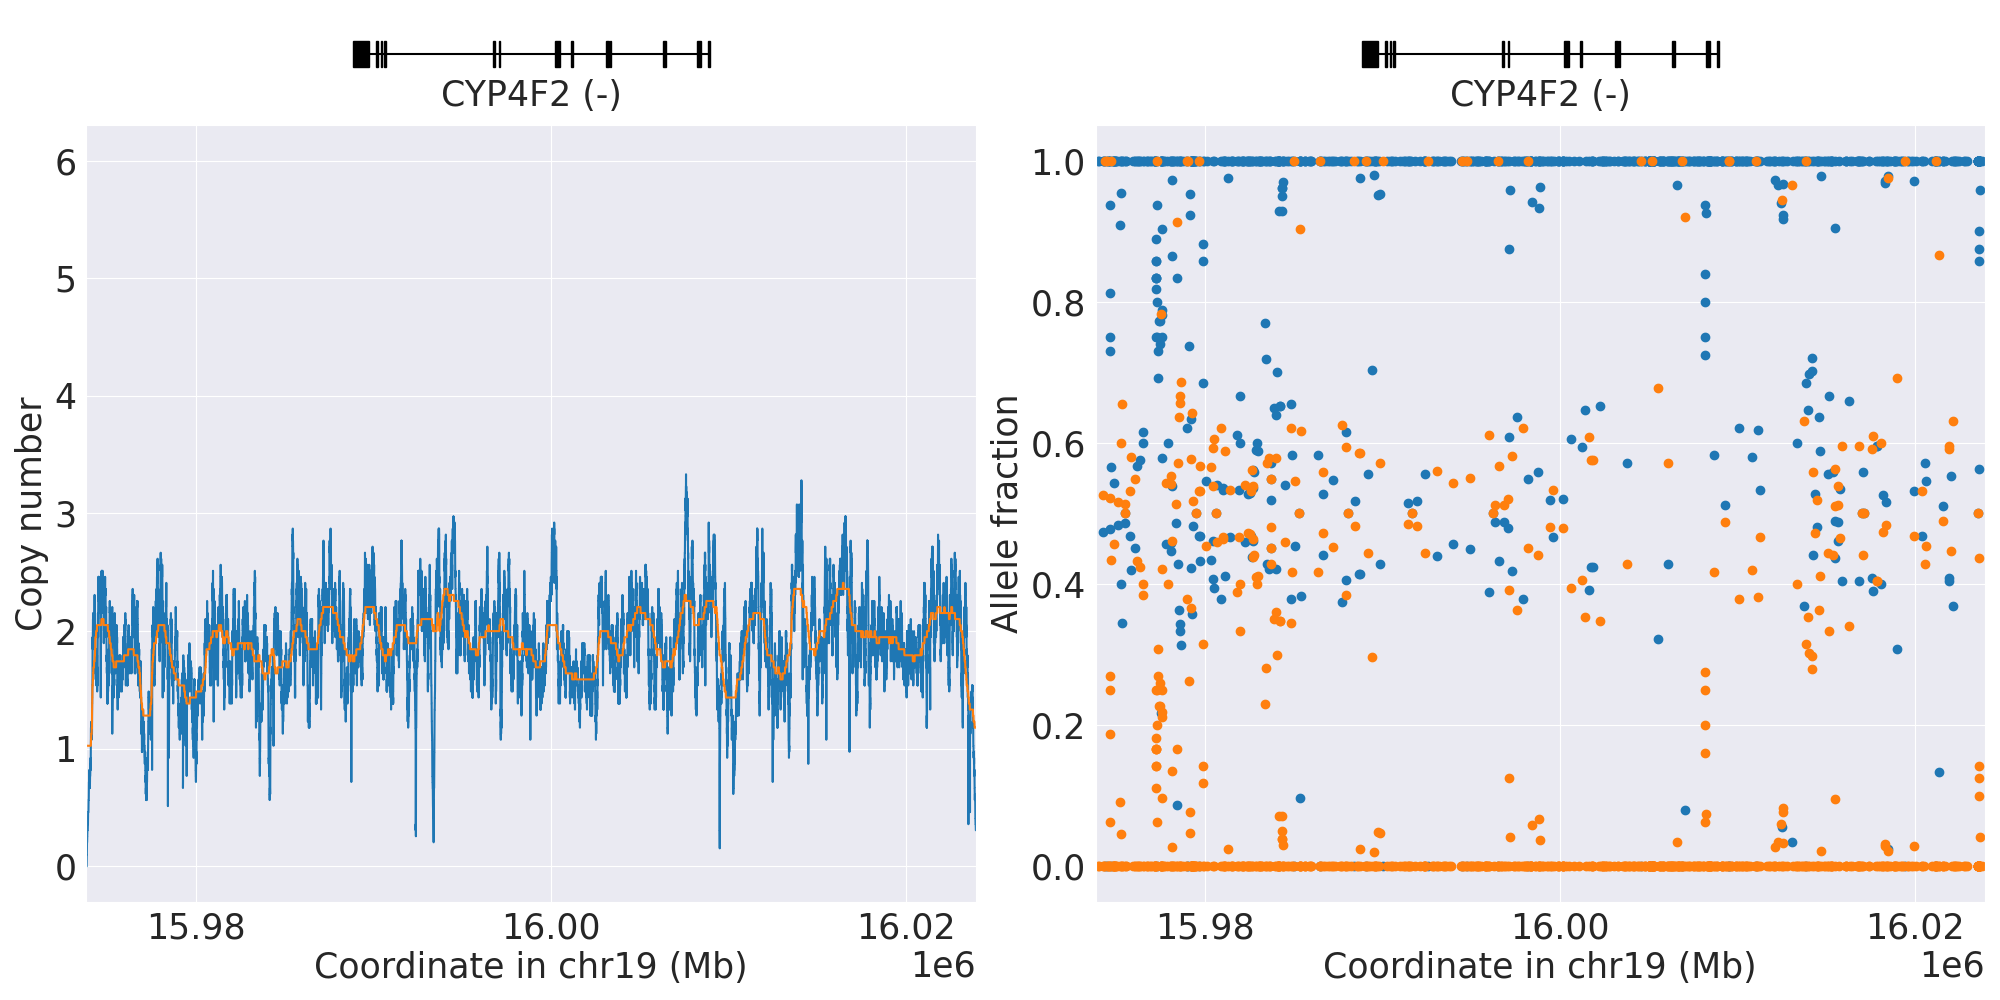 CYP4F2 (-)
6
5
4
3
2
1
0
Copy number
15.98
16.00
16.02
Coordinate in chr19 (Mb)
1e6
CYP4F2 (-)
1.0
0.8
0.6
0.4
0.2
0.0
Allele fraction
15.98
16.00
16.02
Coordinate in chr19 (Mb)
1e6